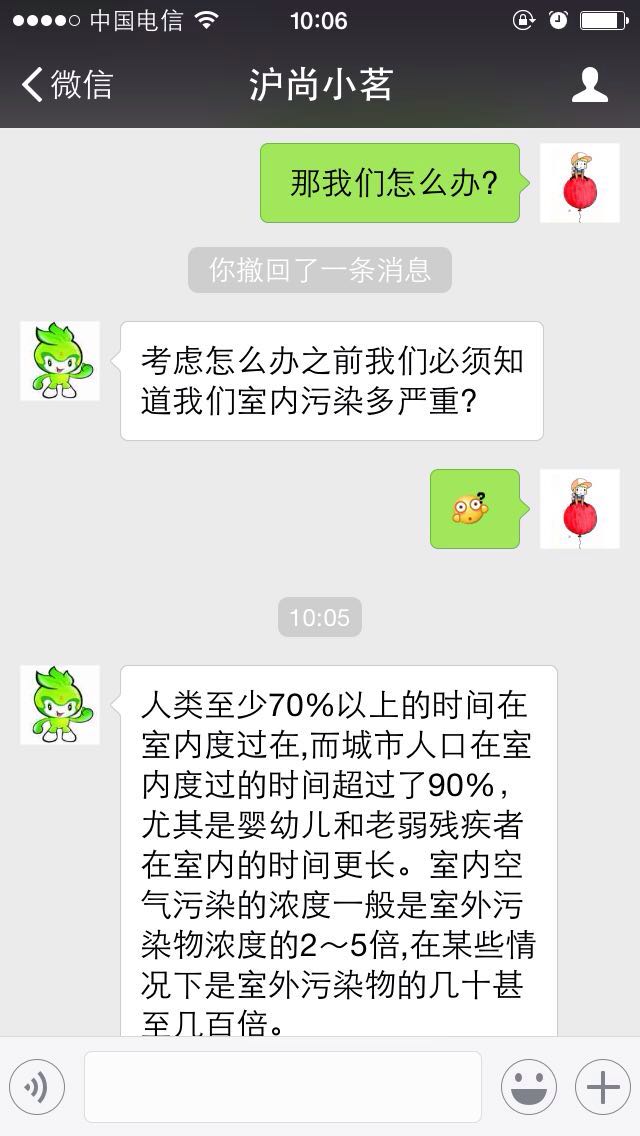 中国电信
10:06
微信
沪尚小茗
那我们怎么办?
你撤回了一条消息
考虑怎么办之前我们必须知
道我们室内污染多严重?
10:05
人类至少70%以上的时间在
室内度过在,而城市人口在室
内度过的时间超过了90%，
尤其是婴幼儿和老弱残疾者
在室内的时间更长。室内空
气污染的浓度一般是室外污
染物浓度的2～5倍,在某些情
况下是室外污染物的几十甚
至几百倍。